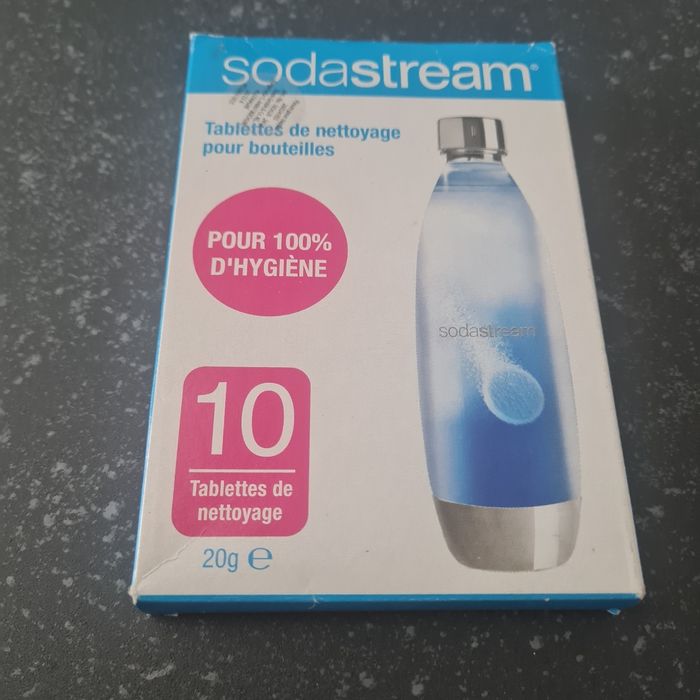 sodastream®
Tablettes de nettoyage
pour bouteilles
POUR 100%
D'HYGIÈNE
sodastream
10
Tablettes de
nettoyage
20g ℮